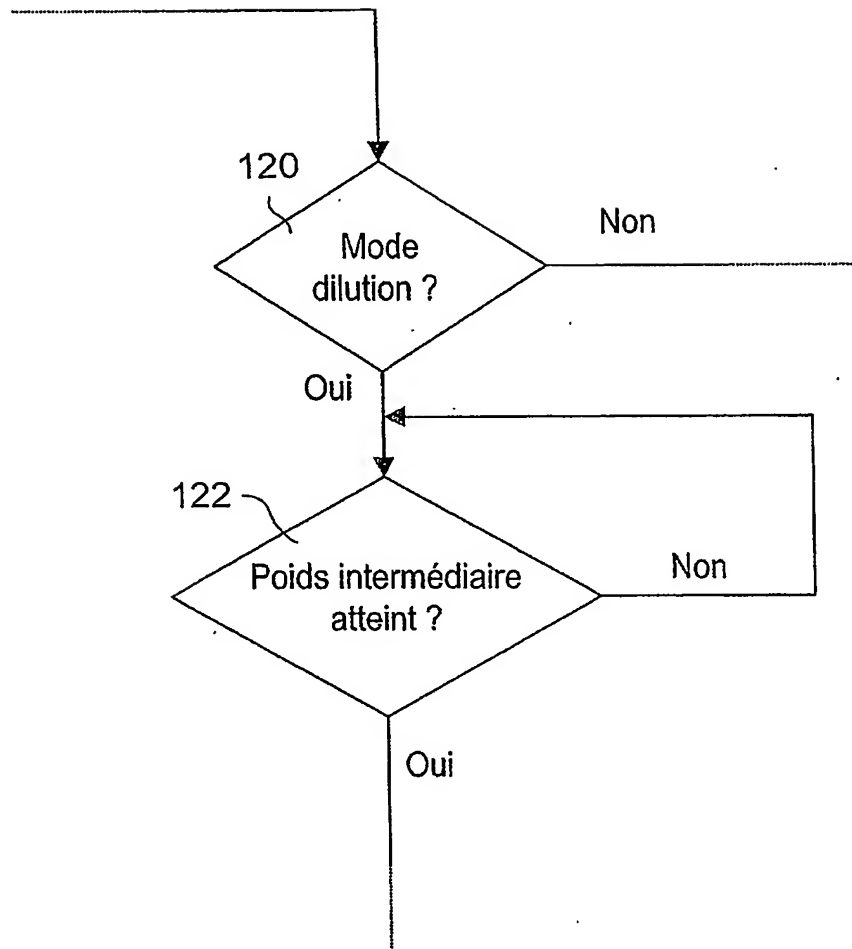 120
Mode
dilution ?
Non
Oui
122
Poids intermédiaire
atteint ?
Non
Oui